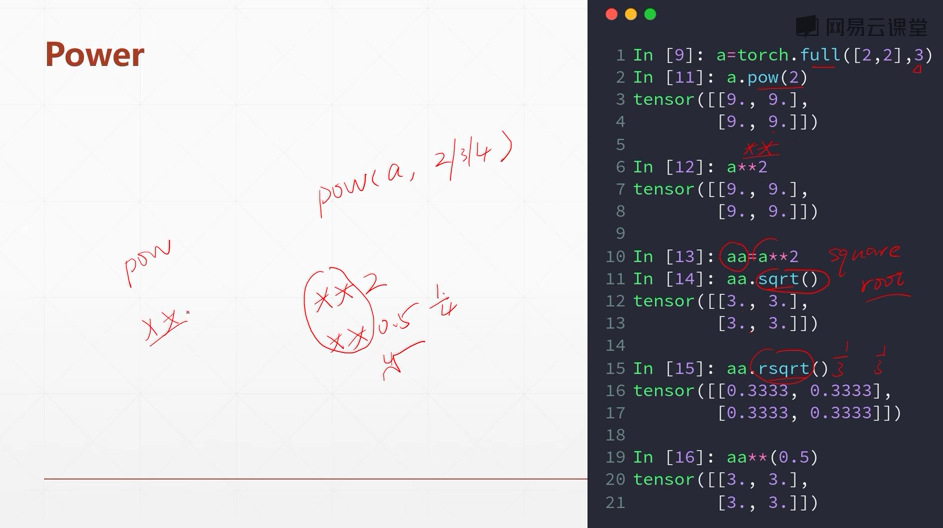 Power
网易云课堂
pow(a, 2/3/4)
pow
**
**2
**0.5 1/4
4√
1 In [9]: a=torch.full([2,2],3)
2 In [11]: a.pow(2)
3 tensor([[9., 9.],
4 [9., 9.]])
5
**
6 In [12]: a**2
7 tensor([[9., 9.],
8 [9., 9.]])
9
10 In [13]: aa=a**2
square
11 In [14]: aa.sqrt()
root
12 tensor([[3., 3.],
13 [3., 3.]])
14
15 In [15]: aa.rsqrt() 1/3 1/3
16 tensor([[0.3333, 0.3333],
17 [0.3333, 0.3333]])
18
19 In [16]: aa**(0.5)
20 tensor([[3., 3.],
21 [3., 3.]])